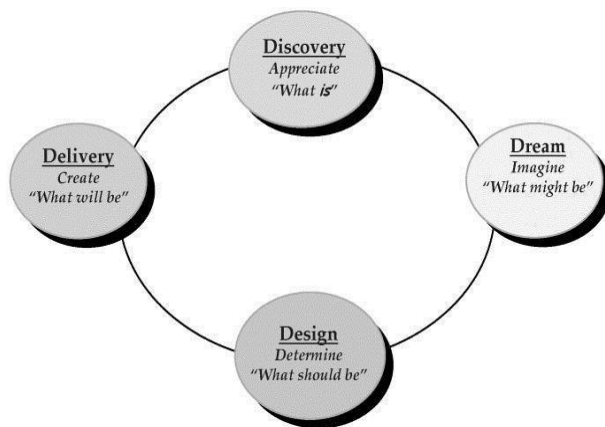 Discovery
Appreciate
“What is”
Dream
Imagine
“What might be”
Design
Determine
“What should be”
Delivery
Create
“What will be”